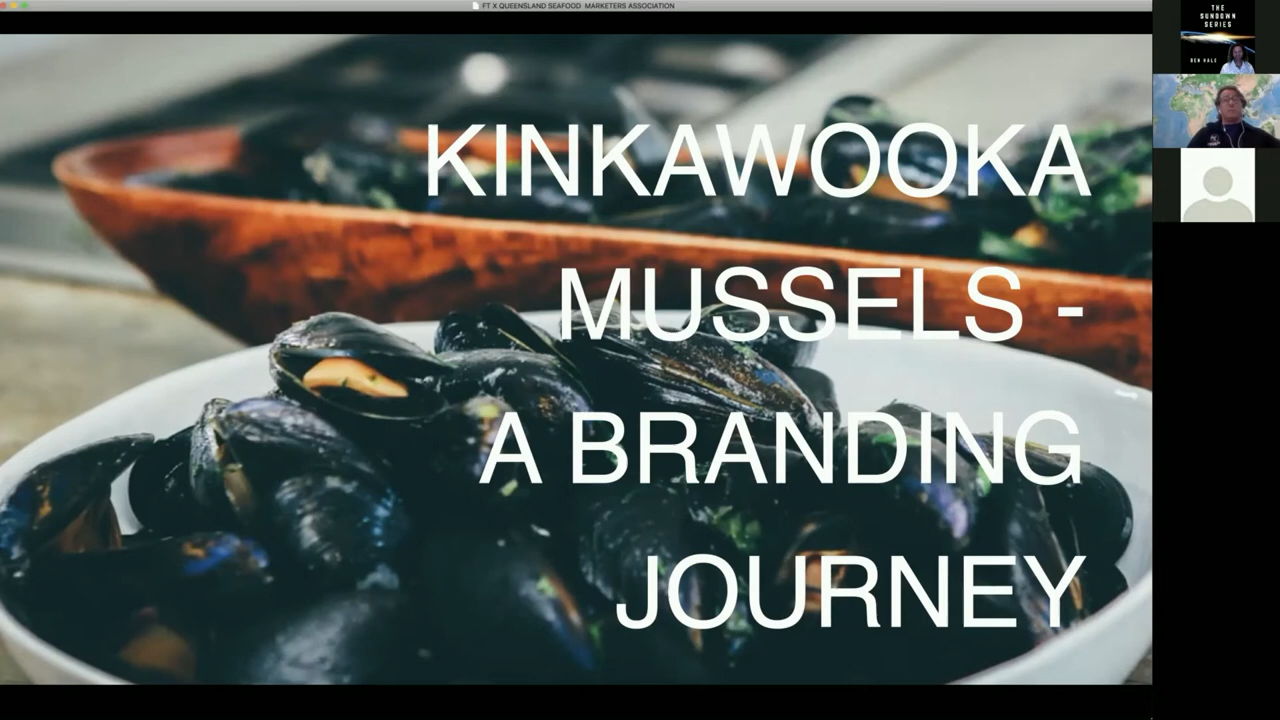 FT X QUEENSLAND SEAFOOD MARKETERS ASSOCIATION
KINKAWOOKA
MUSSELS -
A BRANDING
JOURNEY
THE
SUNDOWN
SERIES
BEN HALE